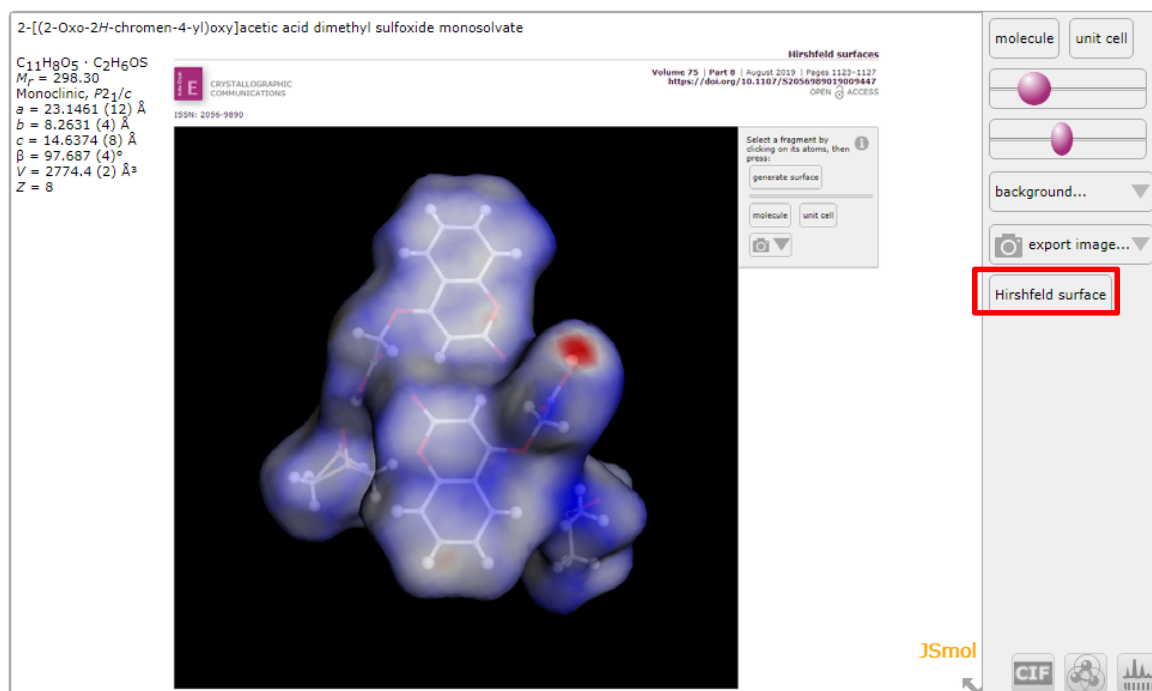 2-[(2-Oxo-2H-chromen-4-yl)oxy]acetic acid dimethyl sulfoxide monosolvate
C₁₁H₈O₅ · C₂H₆OS
Mᵣ = 298.30
Monoclinic, P2₁/c
a = 23.1461 (12) Å
b = 8.2631 (4) Å
c = 14.6374 (8) Å
β = 97.687 (4)°
V = 2774.4 (2) Å³
Z = 8
Hirshfeld surfaces
E
CRYSTALLOGRAPHIC
COMMUNICATIONS
Volume 75 | Part 8 | August 2019 | Pages 1123–1127
https://doi.org/10.1107/S2056989019009447
OPEN ACCESS
ISSN: 2056-9890
Select a fragment by
clicking on its atoms, then
press:
generate surface
molecule unit cell
molecule unit cell
background...
export image...
Hirshfeld surface
JSmol
CIF